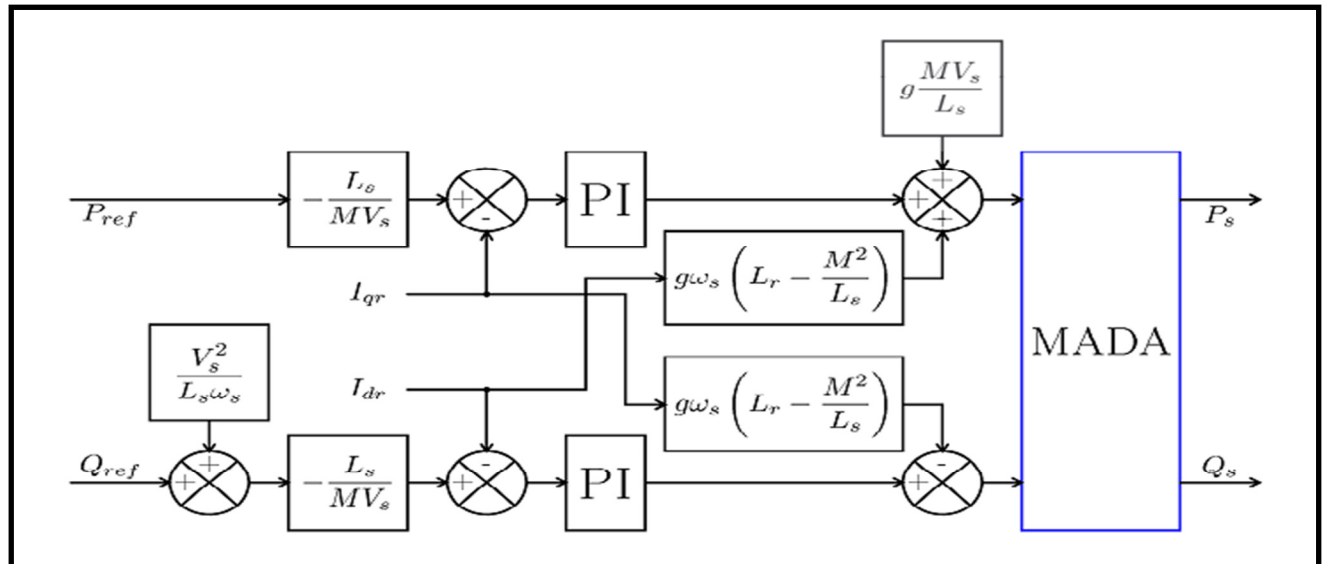 g MV_s / L_s
+
P_ref
- L_s / MV_s
+ -
PI
+ +
P_s
I_qr
gω_s ( L_r - M^2 / L_s )
V_s^2 / L_s ω_s
I_dr
gω_s ( L_r - M^2 / L_s )
MADA
Q_ref
+ +
- L_s / MV_s
+ -
PI
+ -
Q_s